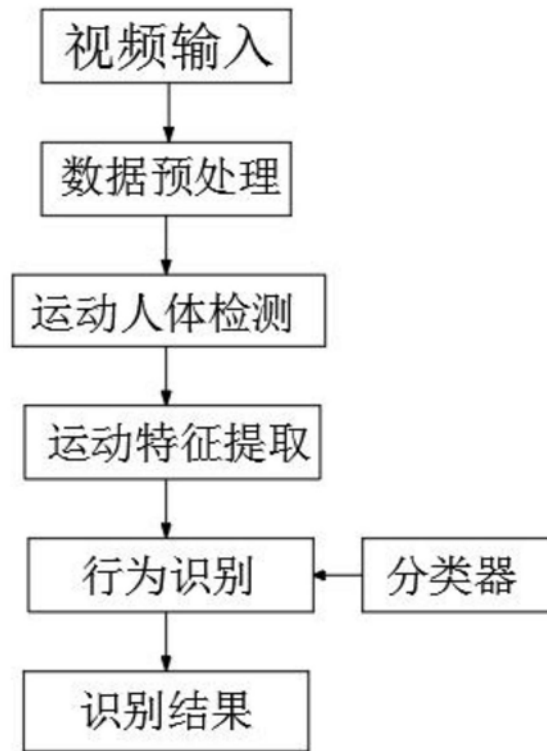 视频输入
数据预处理
运动人体检测
运动特征提取
行为识别
分类器
识别结果